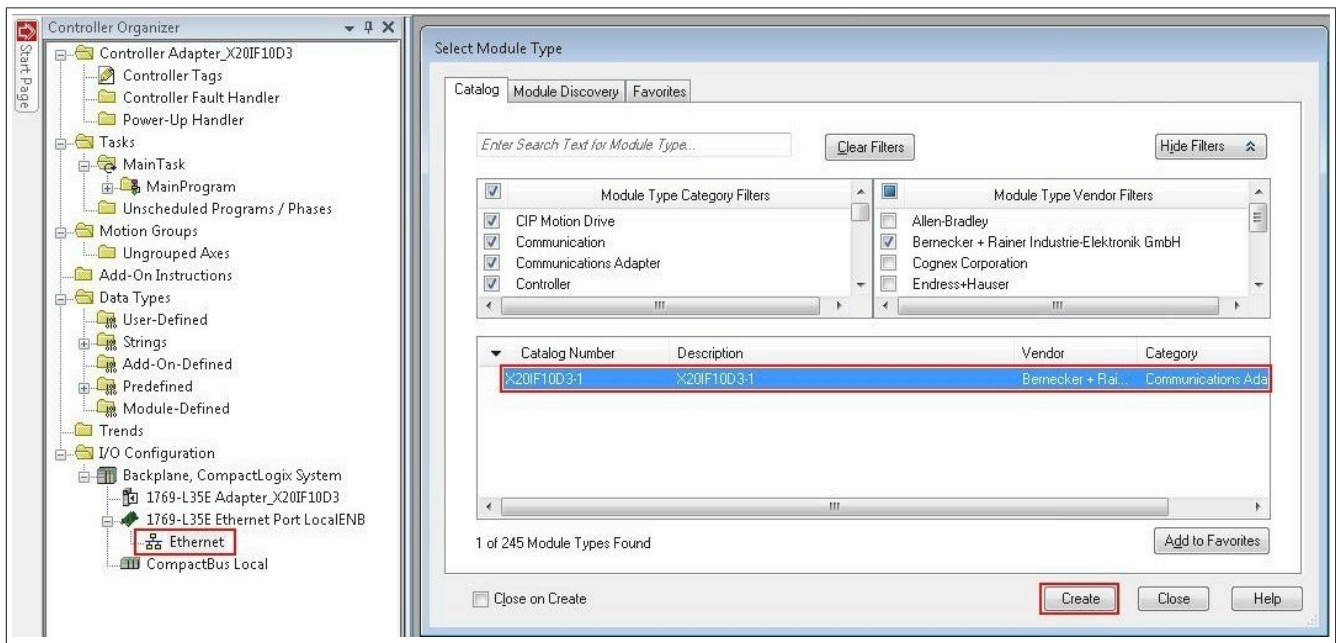 Start Page
Controller Organizer
Controller Adapter_X20IF10D3
Controller Tags
Controller Fault Handler
Power-Up Handler
Tasks
MainTask
MainProgram
Unscheduled Programs / Phases
Motion Groups
Ungrouped Axes
Add-On Instructions
Data Types
User-Defined
Strings
Add-On-Defined
Predefined
Module-Defined
Trends
I/O Configuration
Backplane, CompactLogix System
1769-L35E Adapter_X20IF10D3
1769-L35E Ethernet Port LocalENB
Ethernet
CompactBus Local
Select Module Type
Catalog Module Discovery Favorites
Enter Search Text for Module Type... Clear Filters Hide Filters
Module Type Category Filters
CIP Motion Drive
Communication
Communications Adapter
Controller
Module Type Vendor Filters
Allen-Bradley
Bernecker + Rainer Industrie-Elektronik GmbH
Cognex Corporation
Endress+Hauser
Catalog Number Description Vendor Category
X20IF10D3-1 X20IF10D3-1 Bernecker + Rai... Communications Ada
1 of 245 Module Types Found Add to Favorites
Close on Create Create Close Help